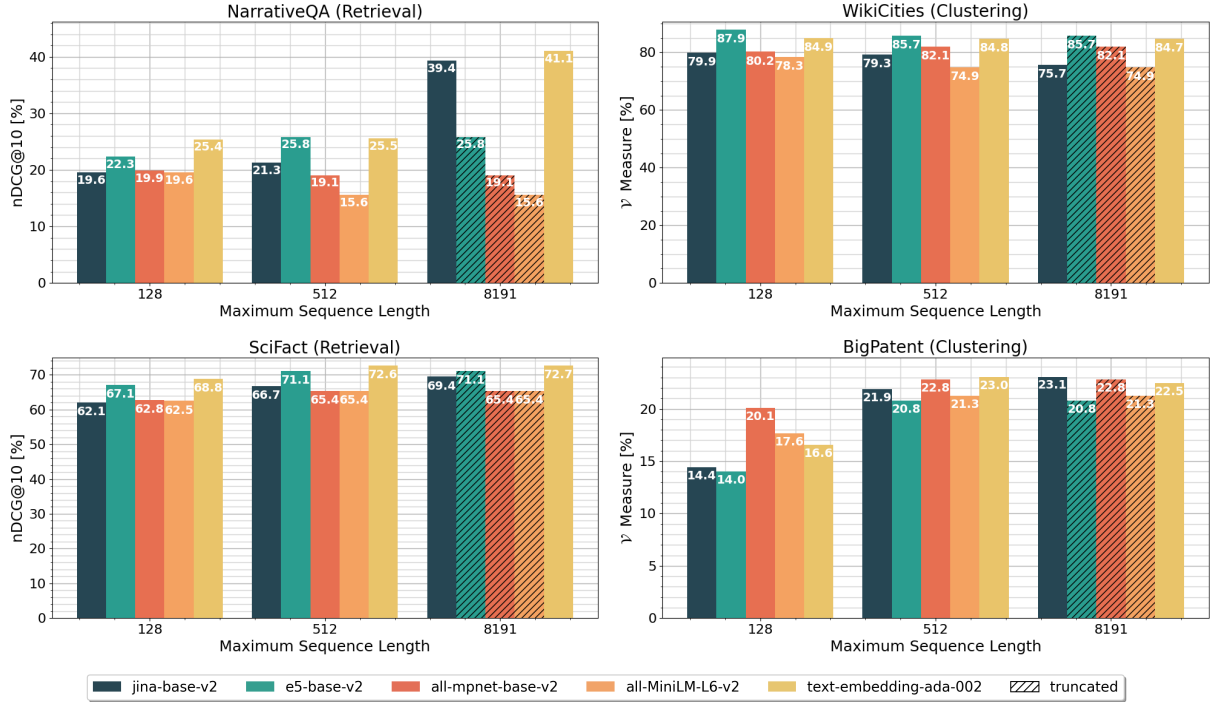 NarrativeQA (Retrieval)
nDCG@10 [%]
40
30
20
10
0
19.6 22.3 19.9 19.6 25.4
21.3 25.8 19.1 15.6 25.5
39.4 25.8 19.1 15.6 41.1
128 512 8191
Maximum Sequence Length
WikiCities (Clustering)
𝒱 Measure [%]
80
60
40
20
0
79.9 87.9 80.2 78.3 84.9
79.3 85.7 82.1 74.9 84.8
75.7 85.7 82.1 74.9 84.7
128 512 8191
Maximum Sequence Length
SciFact (Retrieval)
nDCG@10 [%]
70
60
50
40
30
20
10
0
62.1 67.1 62.8 62.5 68.8
66.7 71.1 65.4 65.4 72.6
69.4 71.1 65.4 65.4 72.7
128 512 8191
Maximum Sequence Length
BigPatent (Clustering)
𝒱 Measure [%]
20
15
10
5
0
14.4 14.0 20.1 17.6 16.6
21.9 20.8 22.8 21.3 23.0
23.1 20.8 22.8 21.3 22.5
128 512 8191
Maximum Sequence Length
jina-base-v2 e5-base-v2 all-mpnet-base-v2 all-MiniLM-L6-v2 text-embedding-ada-002 truncated